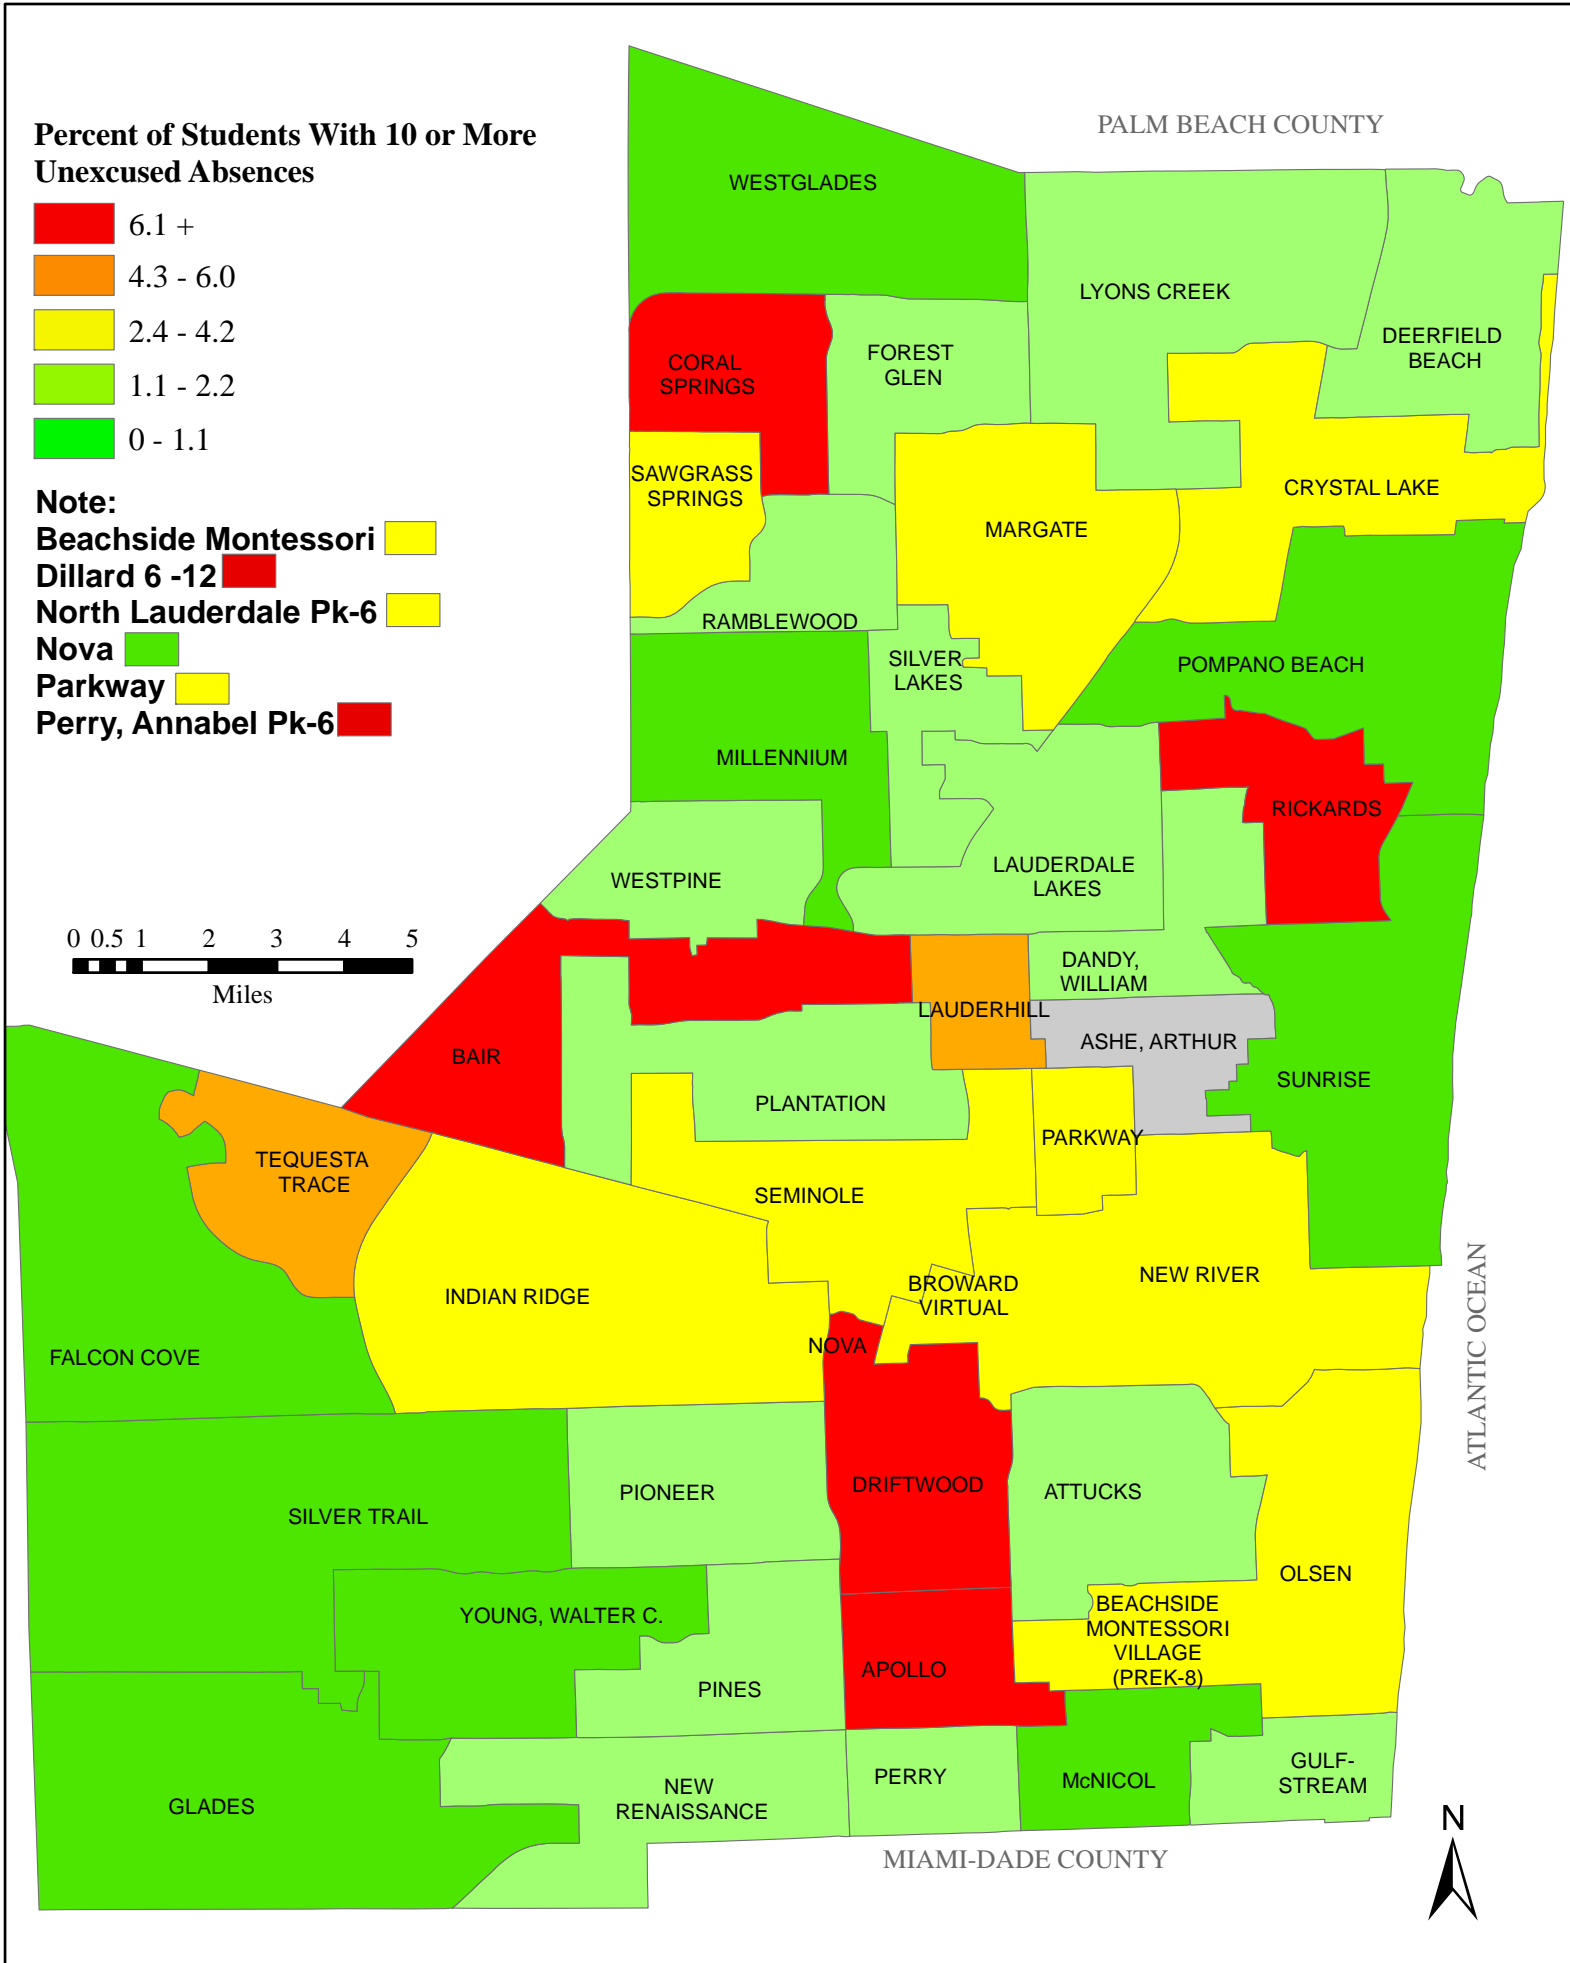 PALM BEACH COUNTY
Percent of Students With 10 or More
Unexcused Absences
6.1 +
4.3 - 6.0
2.4 - 4.2
1.1 - 2.2
0 - 1.1
Note:
Beachside Montessori
Dillard 6 -12
North Lauderdale Pk-6
Nova
Parkway
Perry, Annabel Pk-6
0 0.5 1 2 3 4 5
Miles
WESTGLADES
LYONS CREEK
DEERFIELD
BEACH
CORAL
SPRINGS
FOREST
GLEN
SAWGRASS
SPRINGS
CRYSTAL LAKE
MARGATE
RAMBLEWOOD
SILVER
LAKES
POMPANO BEACH
MILLENNIUM
RICKARDS
WESTPINE
LAUDERDALE
LAKES
DANDY,
WILLIAM
LAUDERHILL
ASHE, ARTHUR
BAIR
SUNRISE
PLANTATION
PARKWAY
TEQUESTA
TRACE
SEMINOLE
NEW RIVER
BROWARD
VIRTUAL
INDIAN RIDGE
NOVA
FALCON COVE
ATLANTIC OCEAN
DRIFTWOOD
ATTUCKS
PIONEER
SILVER TRAIL
OLSEN
BEACHSIDE
MONTESSORI
VILLAGE
(PREK-8)
YOUNG, WALTER C.
APOLLO
PINES
GULF-
STREAM
PERRY
McNICOL
NEW
RENAISSANCE
GLADES
N
MIAMI-DADE COUNTY